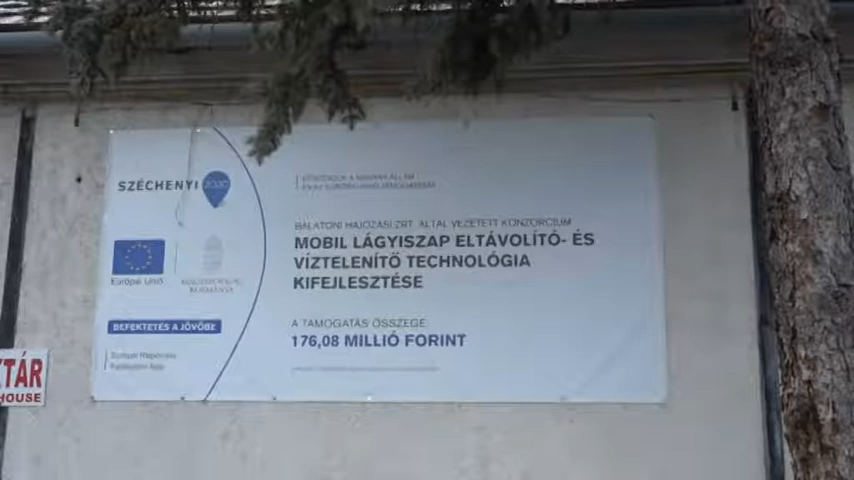 SZÉCHENYI 2020
BALATONI HAJÓZÁSI ZRT. ÁLTAL VEZETETT KONZORCIUM
MOBIL LÁGYISZAP ELTÁVOLÍTÓ- ÉS
VÍZTELENÍTŐ TECHNOLÓGIA
KIFEJLESZTÉSE
Európai Unió
A TÁMOGATÁS ÖSSZEGE
176,08 MILLIÓ FORINT
BEFEKTETÉS A JÖVŐBE
TÁR
HOUSE